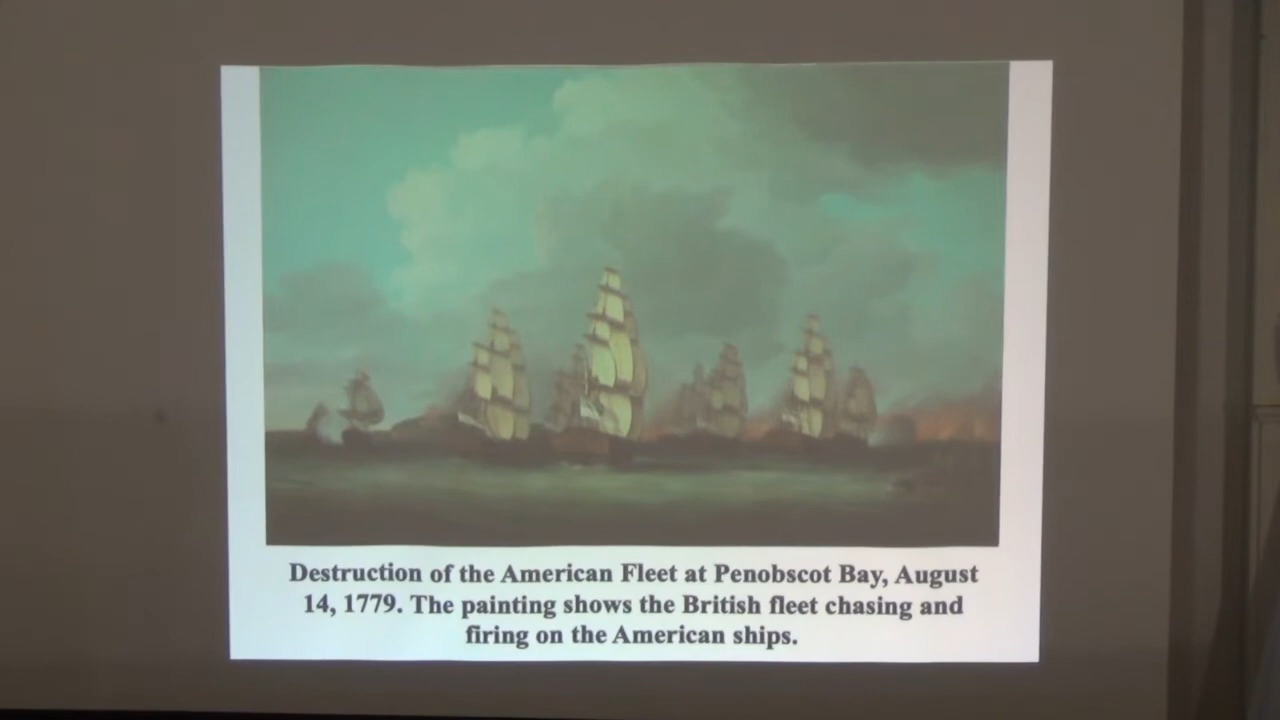 Destruction of the American Fleet at Penobscot Bay, August
14, 1779. The painting shows the British fleet chasing and
firing on the American ships.